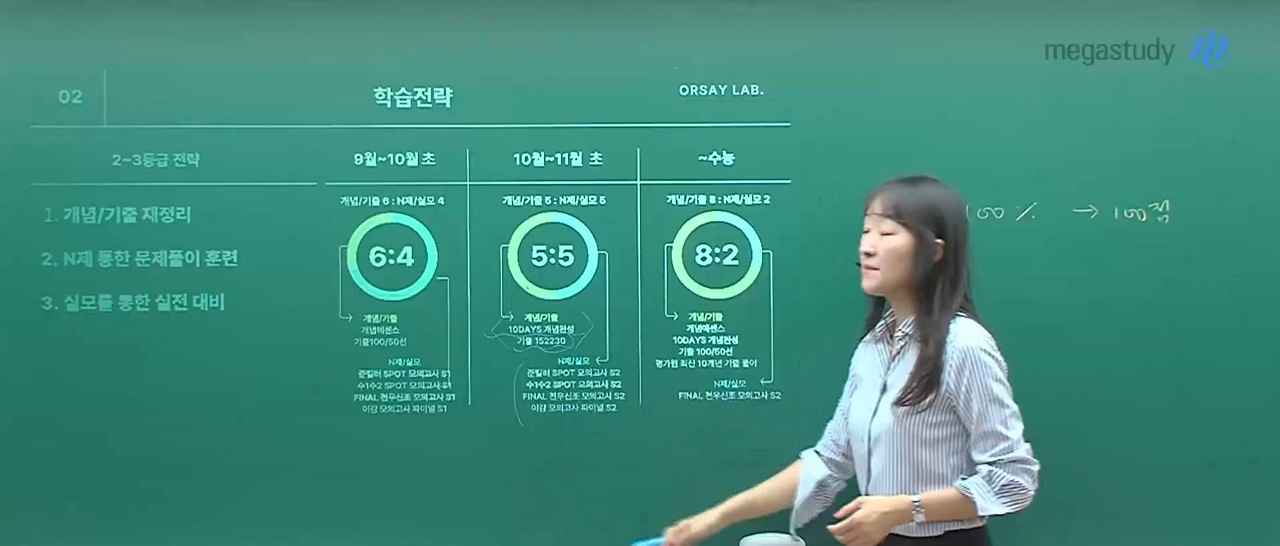 megastudy
02
학습전략
ORSAY LAB.
2~3등급 전략
9월~10월 초
10월~11월 초
~수능
1. 개념/기출 재정리
2. N제 통한 문제풀이 훈련
3. 실모를 통한 실전 대비
개념/기출 6 : N제/실모 4
6:4
개념/기출
개념에센스
기출100/50선
N제/실모
준킬러 SPOT 모의고사 S1
수1수2 SPOT 모의고사 S1
FINAL 전우신조 모의고사 S1
이감 모의고사 파이널 S1
개념/기출 5 : N제/실모 5
5:5
개념/기출
10DAYS 개념완성
기출 152230
N제/실모
준킬러 SPOT 모의고사 S2
수1수2 SPOT 모의고사 S2
FINAL 전우신조 모의고사 S2
이감 모의고사 파이널 S2
개념/기출 8 : N제/실모 2
8:2
개념/기출
개념에센스
10DAYS 개념완성
기출 100/50선
평가원 최신 10개년 기출 풀이
N제/실모
FINAL 전우신조 모의고사 S2
100% → 100점